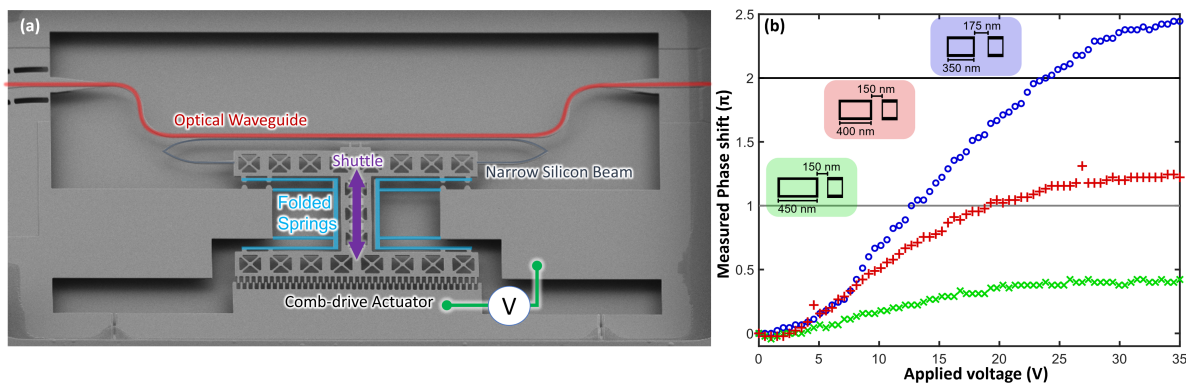 (a)
Optical Waveguide
Shuttle
Narrow Silicon Beam
Folded
Springs
Comb-drive Actuator
V
(b)
175 nm
350 nm
150 nm
400 nm
150 nm
450 nm
Measured Phase shift (π)
2.5
2
1.5
1
0.5
0
0
5
10
15
20
25
30
35
Applied voltage (V)